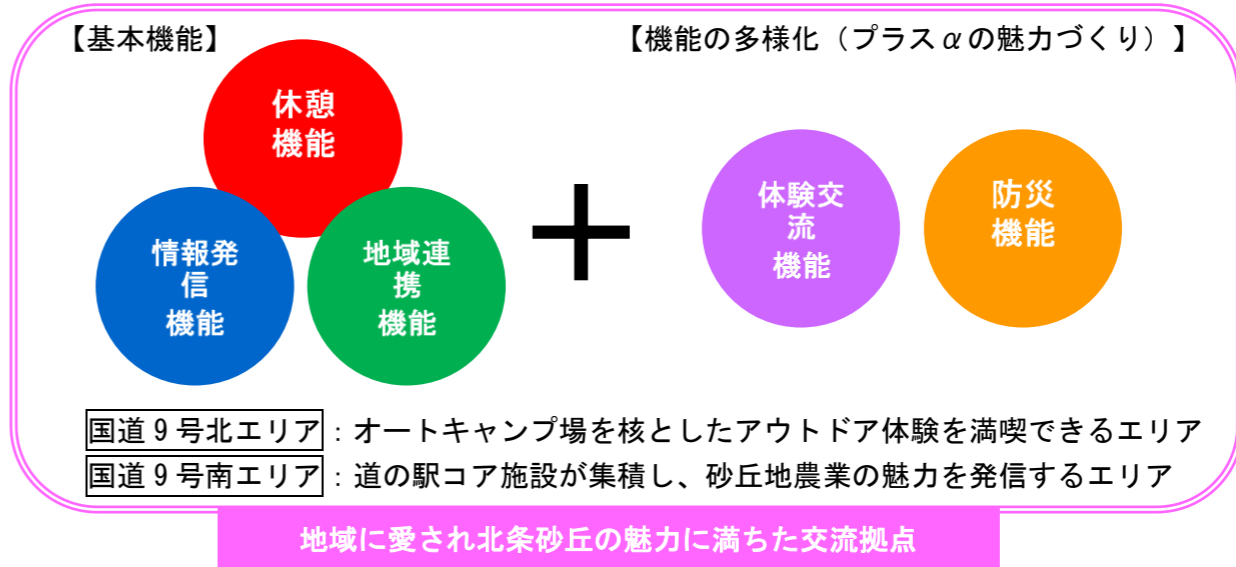 【基本機能】
【機能の多様化（プラスαの魅力づくり）】
休憩
機能
情報発
信
機能
地域連
携
機能
＋
体験交
流
機能
防災
機能
国道９号北エリア：オートキャンプ場を核としたアウトドア体験を満喫できるエリア
国道９号南エリア：道の駅コア施設が集積し、砂丘地農業の魅力を発信するエリア
地域に愛され北条砂丘の魅力に満ちた交流拠点